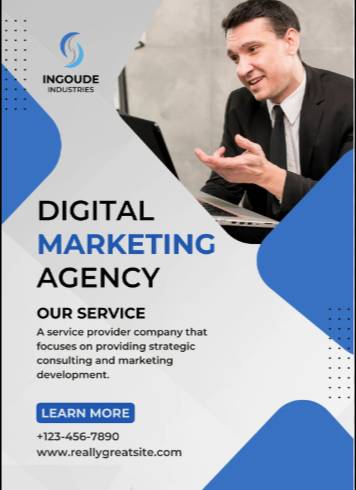 INGOUDE
INDUSTRIES
DIGITAL
MARKETING
AGENCY
OUR SERVICE
A service provider company that
focuses on providing strategic
consulting and marketing
development.
LEARN MORE
+123-456-7890
www.reallygreatsite.com